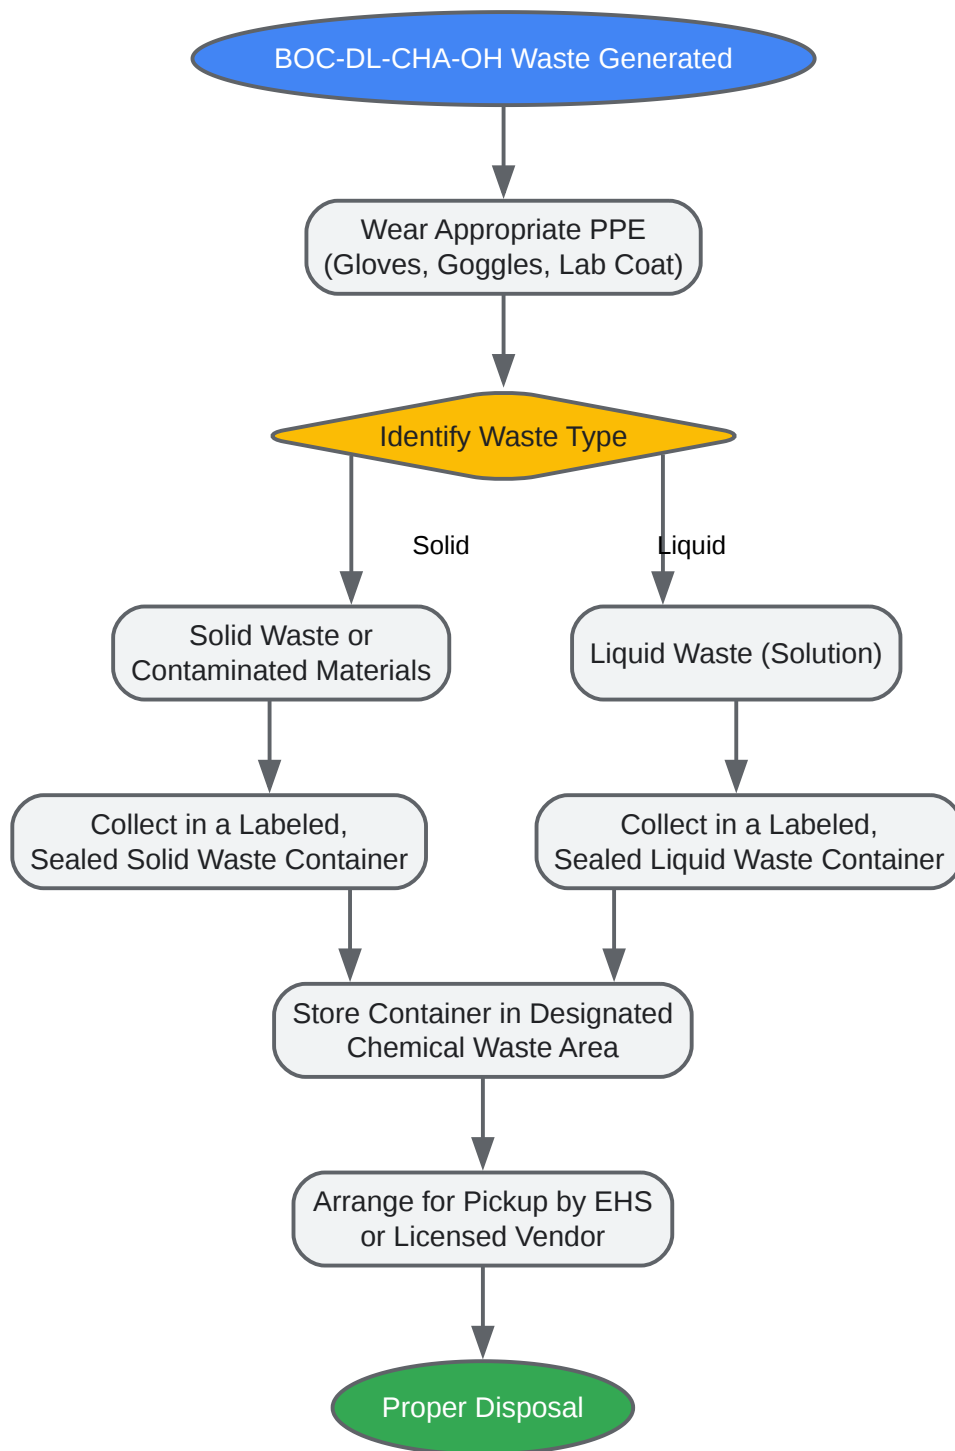 BOC-DL-CHA-OH Waste Generated
Wear Appropriate PPE
(Gloves, Goggles, Lab Coat)
Identify Waste Type
Solid
Liquid
Solid Waste or
Contaminated Materials
Liquid Waste (Solution)
Collect in a Labeled,
Sealed Solid Waste Container
Collect in a Labeled,
Sealed Liquid Waste Container
Store Container in Designated
Chemical Waste Area
Arrange for Pickup by EHS
or Licensed Vendor
Proper Disposal